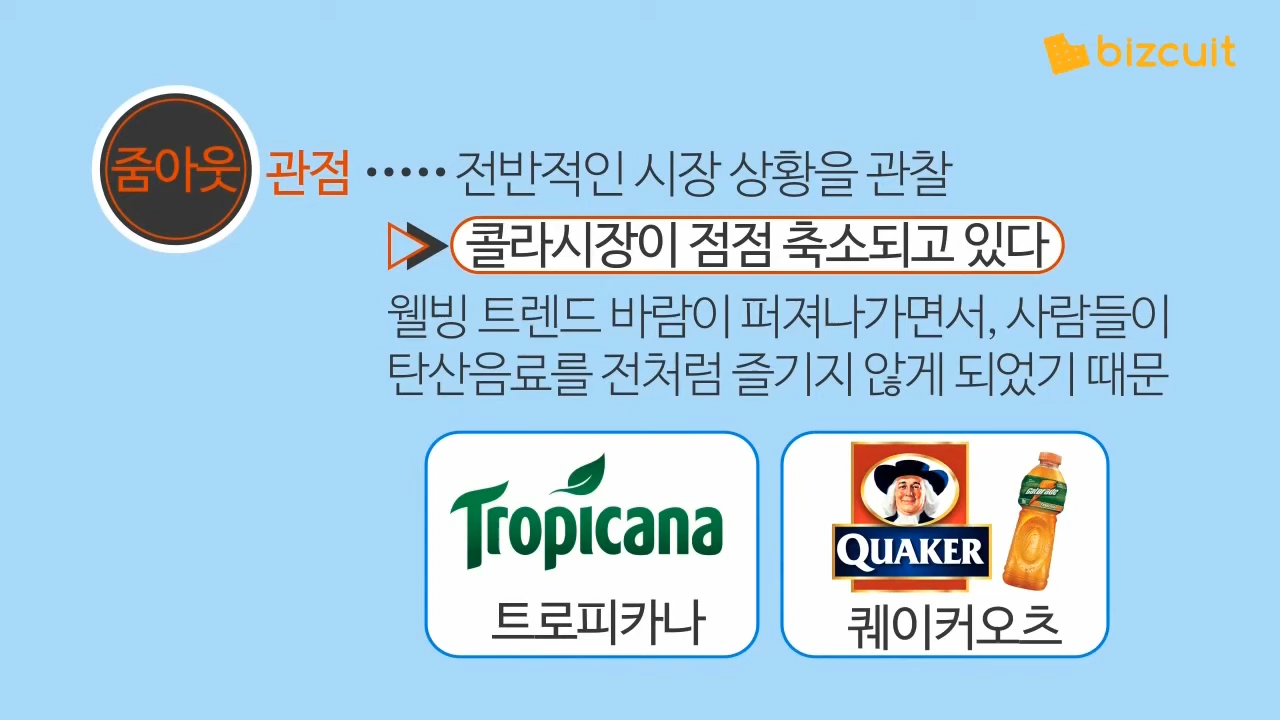 bizcuit
줌아웃 관점 ····· 전반적인 시장 상황을 관찰
콜라시장이 점점 축소되고 있다
웰빙 트렌드 바람이 퍼져나가면서, 사람들이
탄산음료를 전처럼 즐기지 않게 되었기 때문
Tropicana
트로피카나
QUAKER
Gatorade
퀘이커오츠